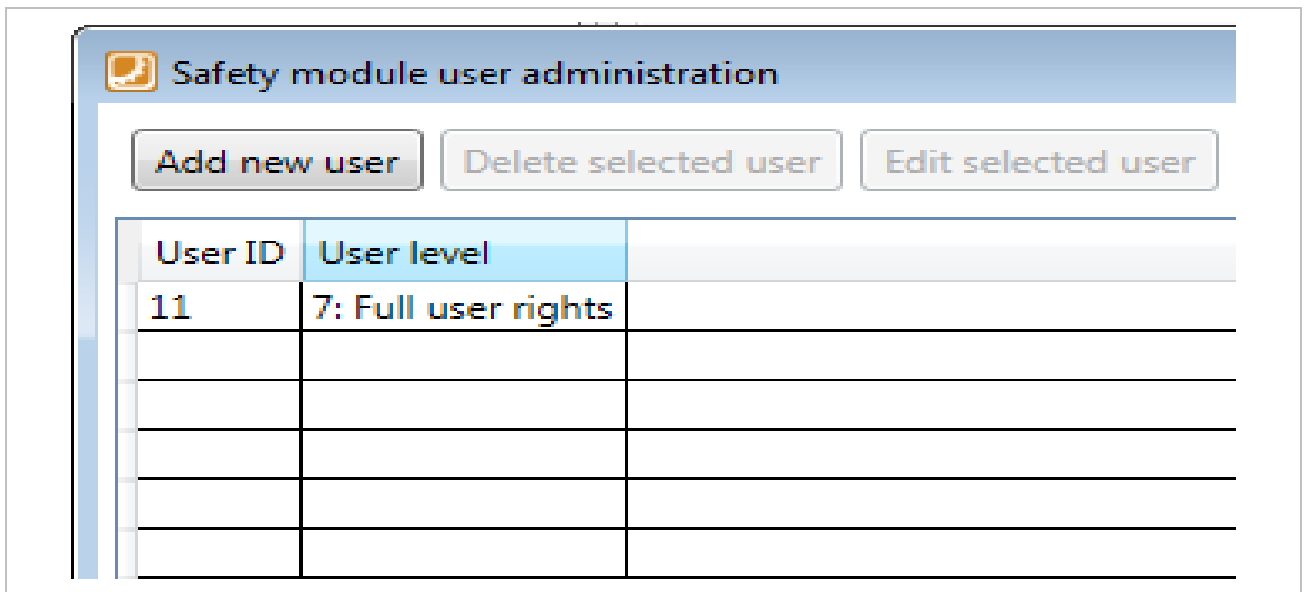 Safety module user administration
Add new user Delete selected user Edit selected user
User ID User level
11 7: Full user rights